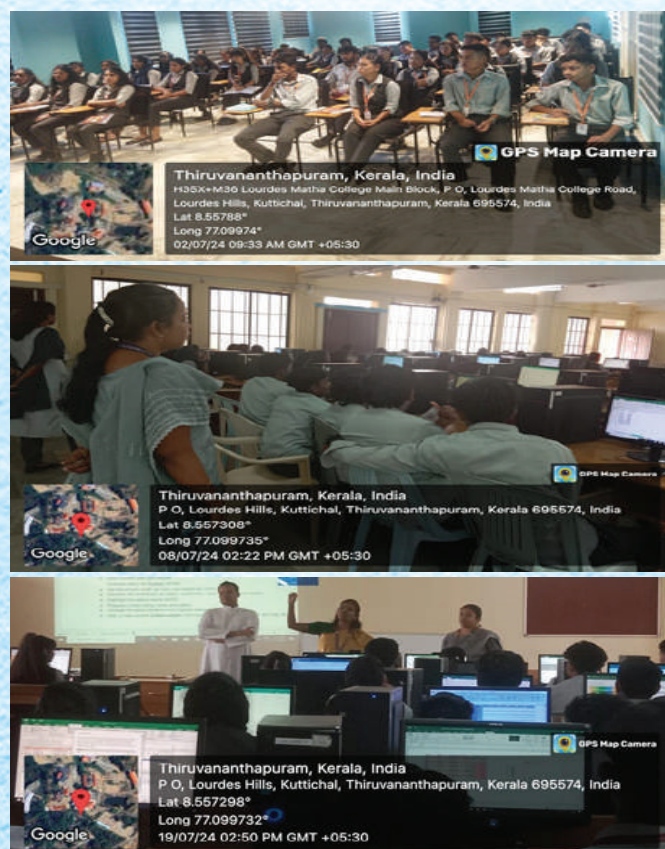 GPS Map Camera
Thiruvananthapuram, Kerala, India
H35X+M36 Lourdes Matha College Main Block, P O, Lourdes Matha College Road,
Lourdes Hills, Kuttichal, Thiruvananthapuram, Kerala 695574, India
Lat 8.55788°
Long 77.09974°
02/07/24 09:33 AM GMT +05:30
Google
GPS Map Camera
Thiruvananthapuram, Kerala, India
P O, Lourdes Hills, Kuttichal, Thiruvananthapuram, Kerala 695574, India
Lat 8.557308°
Long 77.099735°
08/07/24 02:22 PM GMT +05:30
Google
GPS Map Camera
Thiruvananthapuram, Kerala, India
P O, Lourdes Hills, Kuttichal, Thiruvananthapuram, Kerala 695574, India
Lat 8.557298°
Long 77.099732°
19/07/24 02:50 PM GMT +05:30
Google